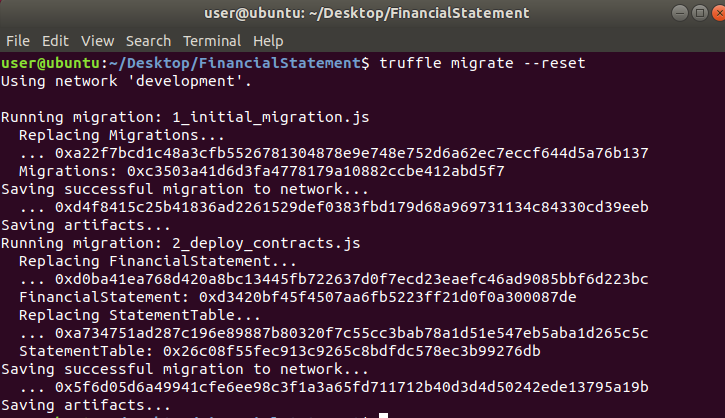 user@ubuntu: ~/Desktop/FinancialStatement
File Edit View Search Terminal Help
user@ubuntu:~/Desktop/FinancialStatement$ truffle migrate --reset
Using network 'development'.
Running migration: 1_initial_migration.js
Replacing Migrations...
... 0xa22f7bcd1c48a3cfb5526781304878e9e748e752d6a62ec7eccf644d5a76b137
Migrations: 0xc3503a41d6d3fa4778179a10882ccbe412abd5f7
Saving successful migration to network...
... 0xd4f8415c25b41836ad2261529def0383fbd179d68a969731134c84330cd39eeb
Saving artifacts...
Running migration: 2_deploy_contracts.js
Replacing FinancialStatement...
... 0xd0ba41ea768d420a8bc13445fb722637d0f7ecd23eaefc46ad9085bbf6d223bc
FinancialStatement: 0xd3420bf45f4507aa6fb5223ff21d0f0a300087de
Replacing StatementTable...
... 0xa734751ad287c196e89887b80320f7c55cc3bab78a1d51e547eb5aba1d265c5c
StatementTable: 0x26c08f55fec913c9265c8bdfdc578ec3b99276db
Saving successful migration to network...
... 0x5f6d05d6a49941cfe6ee98c3f1a3a65fd711712b40d3d4d50242ede13795a19b
Saving artifacts...